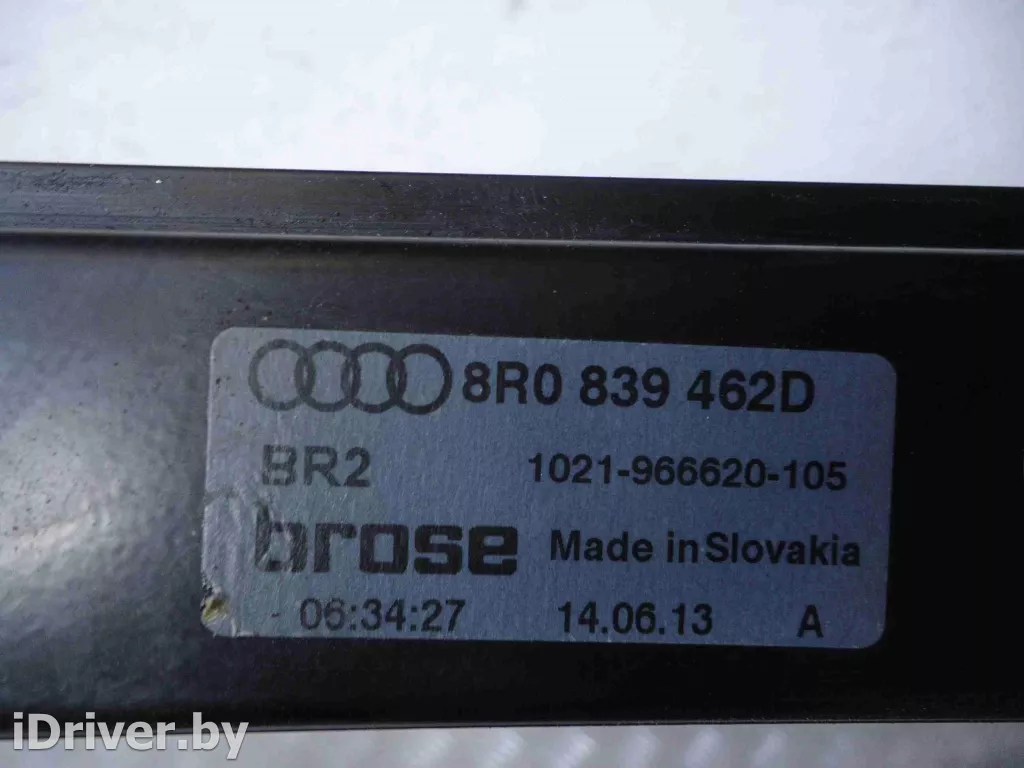 8R0 839 462D
BR2 1021-966620-105
brose Made in Slovakia
- 06:34:27 14.06.13 A
iDriver.by